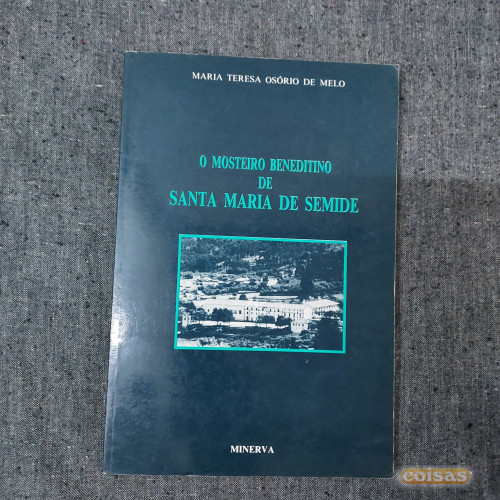 MARIA TERESA OSÓRIO DE MELO
O MOSTEIRO BENEDITINO
DE
SANTA MARIA DE SEMIDE
MINERVA
coisas